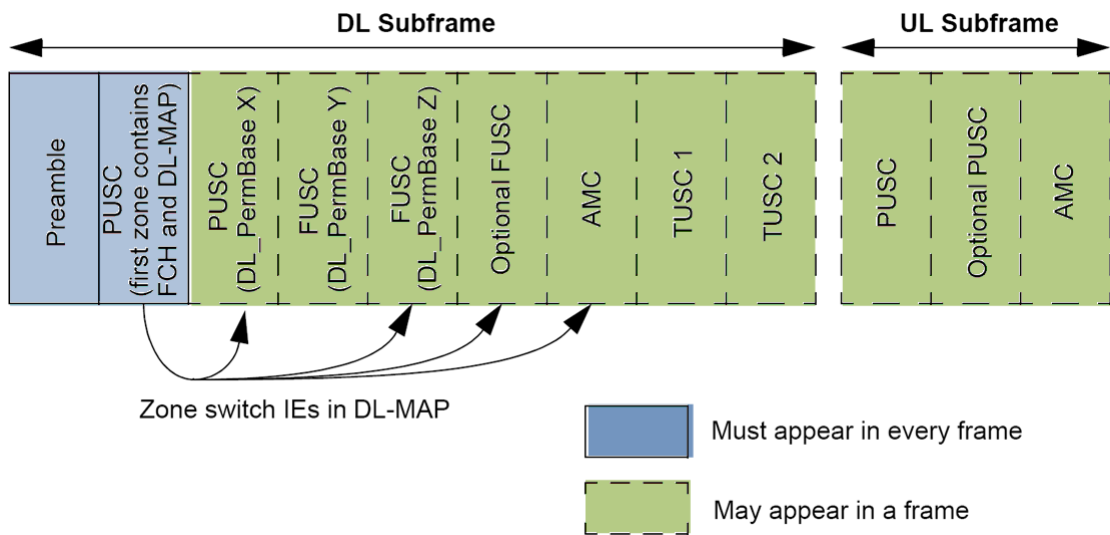 DL Subframe
UL Subframe
Preamble
PUSC
(first zone contains
FCH and DL-MAP)
PUSC
(DL_PermBase X)
FUSC
(DL_PermBase Y)
FUSC
(DL_PermBase Z)
Optional FUSC
AMC
TUSC 1
TUSC 2
PUSC
Optional PUSC
AMC
Zone switch IEs in DL-MAP
Must appear in every frame
May appear in a frame